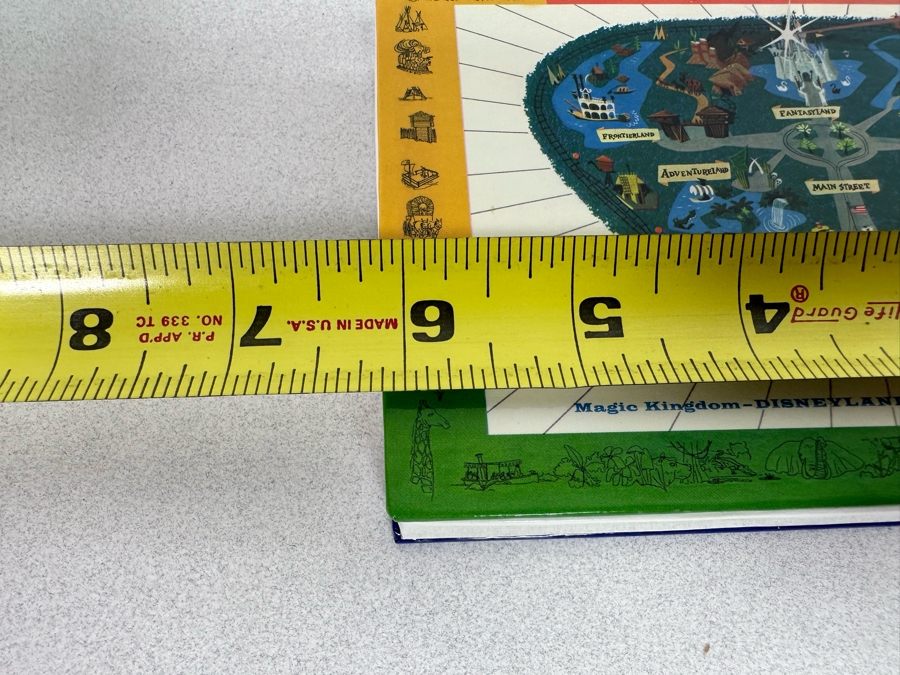 FANTASYLAND
FRONTIERLAND
ADVENTURELAND
MAIN STREET
8 P.R. APP'D NO. 339 TC 7 MADE IN U.S.A. 6 5 4 life Guard ®
Magic Kingdom–DISNEYLAN